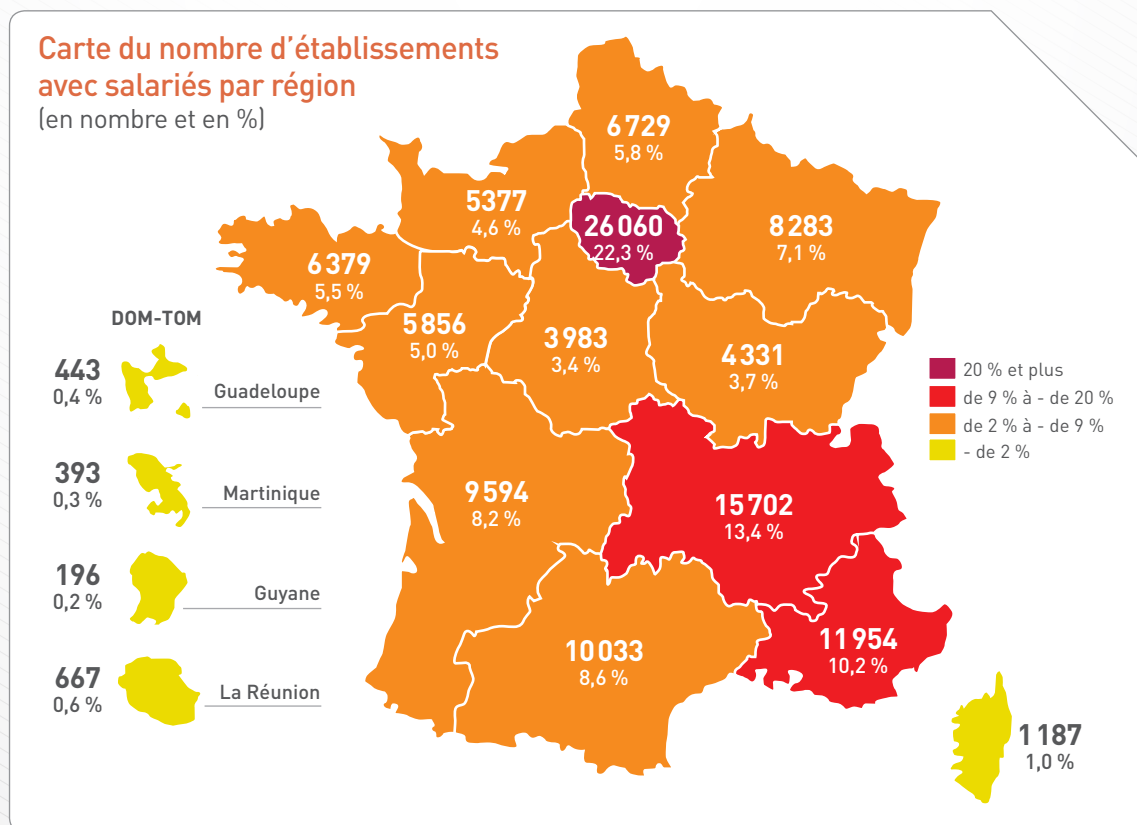 Carte du nombre d'établissements
avec salariés par région
(en nombre et en %)
6 729
5,8 %
5 377
4,6 %
26 060
22,3 %
8 283
7,1 %
6 379
5,5 %
5 856
5,0 %
3 983
3,4 %
4 331
3,7 %
9 594
8,2 %
15 702
13,4 %
10 033
8,6 %
11 954
10,2 %
1 187
1,0 %
DOM-TOM
443
0,4 %
Guadeloupe
393
0,3 %
Martinique
196
0,2 %
Guyane
667
0,6 %
La Réunion
20 % et plus
de 9 % à - de 20 %
de 2 % à - de 9 %
- de 2 %